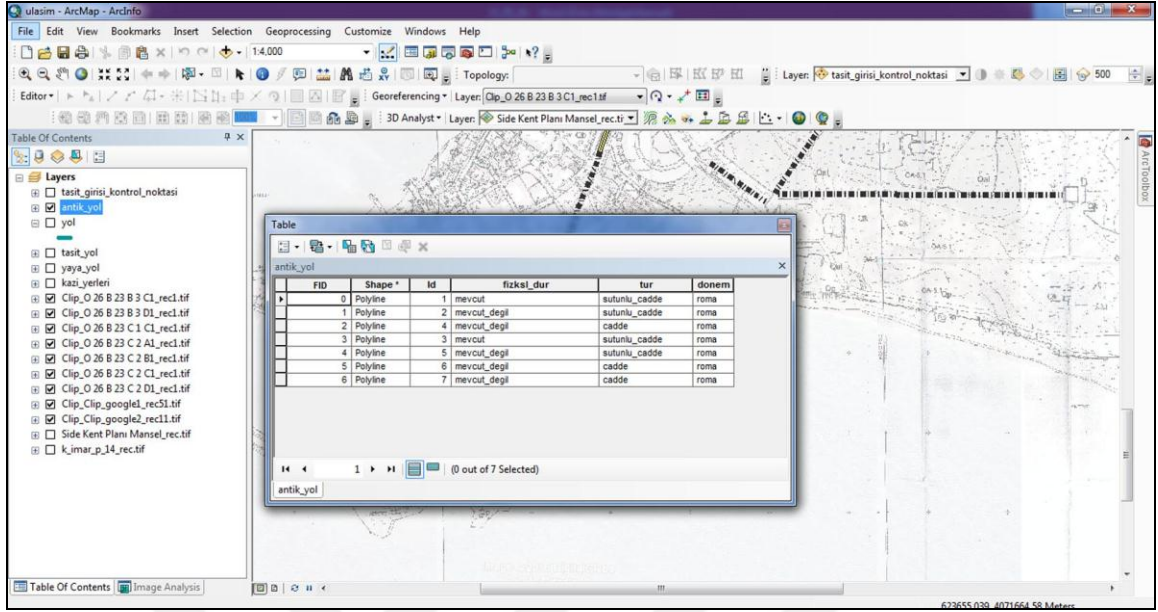 ulasim - ArcMap - ArcInfo
File Edit View Bookmarks Insert Selection Geoprocessing Customize Windows Help
1:4,000
Topology: Layer: tasit_girisi_kontrol_noktasi 500
Editor Georeferencing Layer: Clip_O 26 B 23 B 3 C1_rec1.tif
3D Analyst Layer: Side Kent Planı Mansel_rec.ti
Table Of Contents
ArcToolbox
Layers
tasit_girisi_kontrol_noktasi
antik_yol
yol
tasit_yol
yaya_yol
kazi_yerleri
Clip_O 26 B 23 B 3 C1_rec1.tif
Clip_O 26 B 23 B 3 D1_rec1.tif
Clip_O 26 B 23 C 1 C1_rec1.tif
Clip_O 26 B 23 C 2 A1_rec1.tif
Clip_O 26 B 23 C 2 B1_rec1.tif
Clip_O 26 B 23 C 2 C1_rec1.tif
Clip_O 26 B 23 C 2 D1_rec1.tif
Clip_Clip_google1_rec51.tif
Clip_Clip_google2_rec11.tif
Side Kent Planı Mansel_rec.tif
k_imar_p_14_rec.tif
Table
antik_yol
FID Shape * Id fizksl_dur tur donem
0 Polyline 1 mevcut sutunlu_cadde roma
1 Polyline 2 mevcut_degil sutunlu_cadde roma
2 Polyline 4 mevcut_degil cadde roma
3 Polyline 3 mevcut sutunlu_cadde roma
4 Polyline 5 mevcut_degil sutunlu_cadde roma
5 Polyline 6 mevcut_degil cadde roma
6 Polyline 7 mevcut_degil cadde roma
1 (0 out of 7 Selected)
antik_yol
Table Of Contents Image Analysis
623655,039 4071664,58 Meters